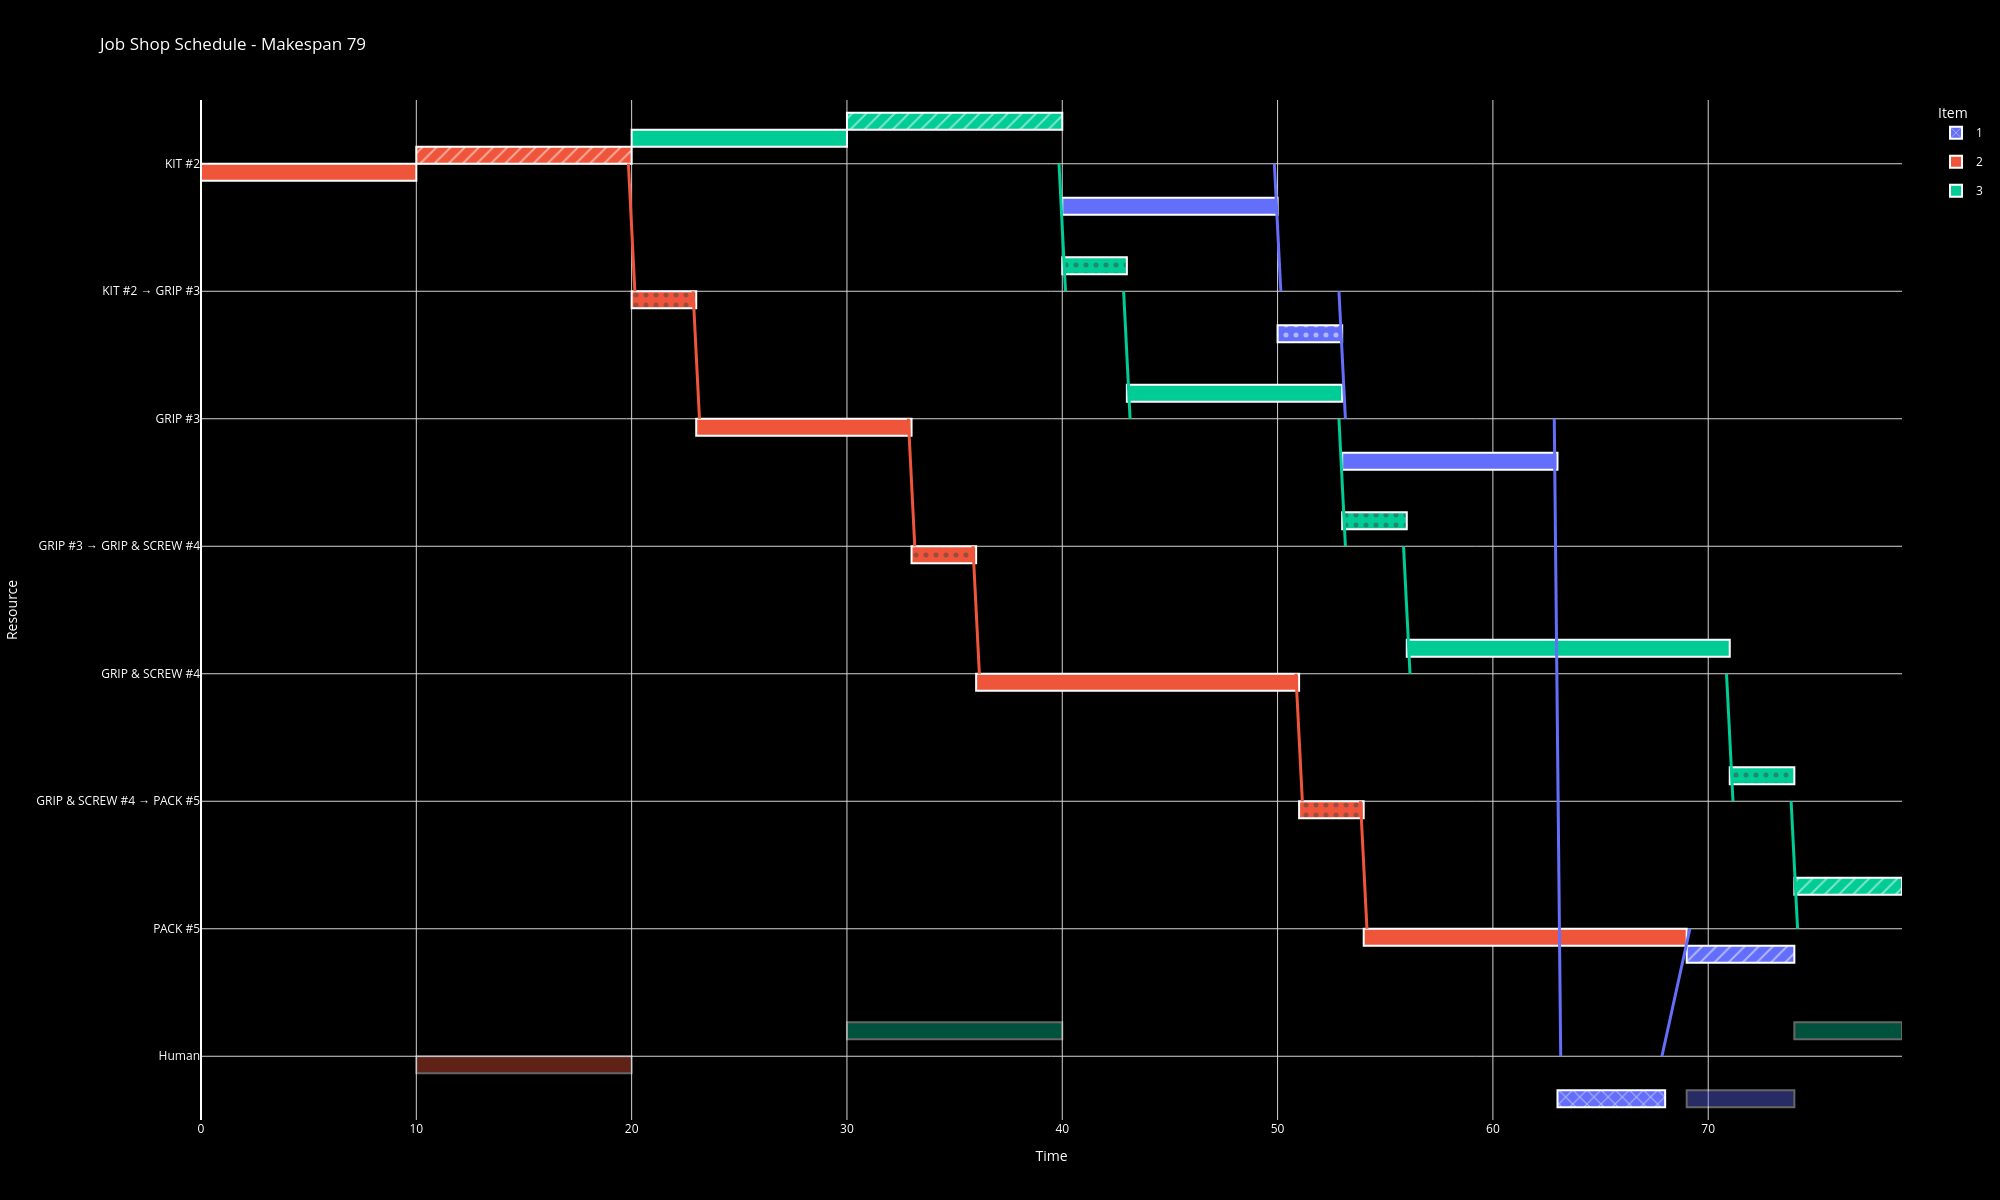 Job Shop Schedule - Makespan 79
Item
1
2
3
KIT #2
KIT #2 → GRIP #3
GRIP #3
GRIP #3 → GRIP & SCREW #4
GRIP & SCREW #4
GRIP & SCREW #4 → PACK #5
PACK #5
Human
Resource
0 10 20 30 40 50 60 70
Time